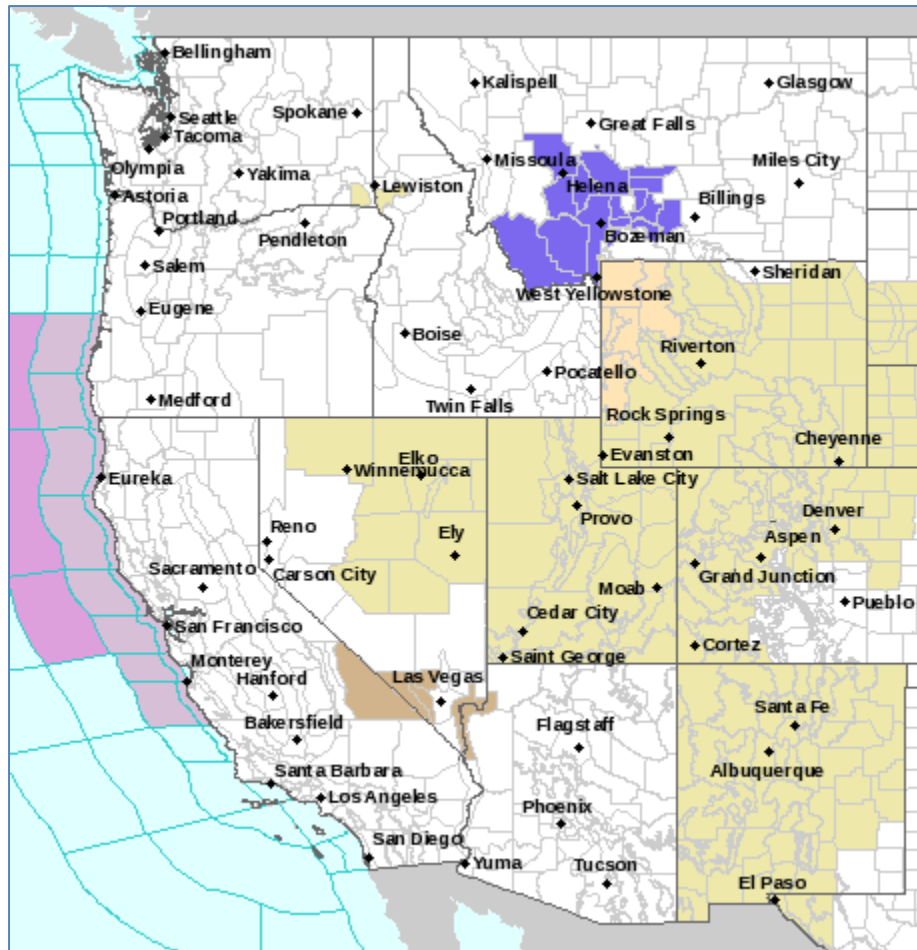 Bellingham
Kalispell
Glasgow
Seattle
Spokane
Great Falls
Tacoma
Missoula
Miles City
Olympia
Yakima
Lewiston
Helena
Astoria
Billings
Portland
Pendleton
Bozeman
Salem
Sheridan
West Yellowstone
Eugene
Boise
Riverton
Pocatello
Medford
Twin Falls
Rock Springs
Cheyenne
Elko
Evanston
Winnemucca
Eureka
Salt Lake City
Provo
Denver
Reno
Aspen
Ely
Sacramento
Carson City
Grand Junction
Moab
Pueblo
Cedar City
San Francisco
Cortez
Saint George
Monterey
Las Vegas
Hanford
Santa Fe
Bakersfield
Flagstaff
Albuquerque
Santa Barbara
Los Angeles
Phoenix
San Diego
Yuma
Tucson
El Paso